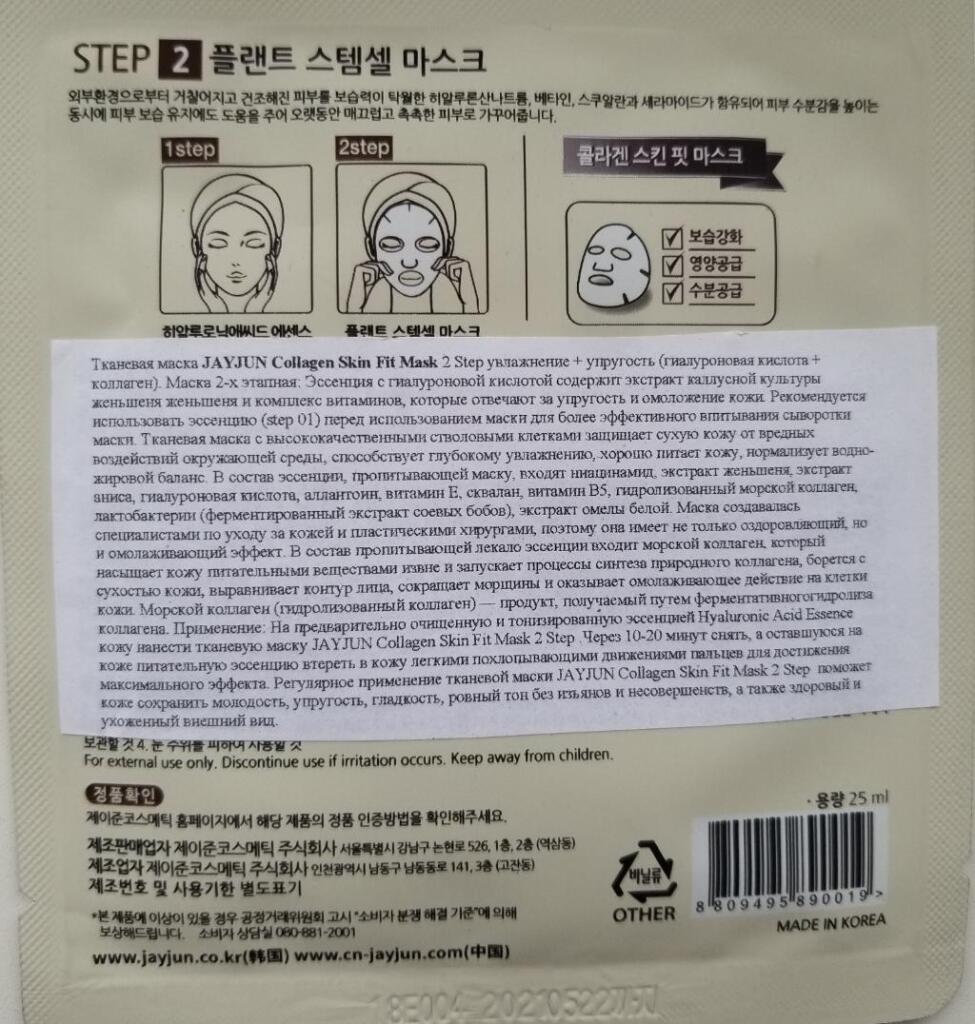 STEP 2 플랜트 스템셀 마스크
외부환경으로부터 거칠어지고 건조해진 피부를 보습력이 탁월한 히알루론산나트륨, 베타인, 스쿠알란과 세라마이드가 함유되어 피부 수분감을 높이는
동시에 피부 보습 유지에도 도움을 주어 오랫동안 매끄럽고 촉촉한 피부로 가꾸어줍니다.
1step
2step
콜라겐 스킨 핏 마스크
보습강화
영양공급
수분공급
히알루로닉애씨드 에센스
플랜트 스템셀 마스크
Тканевая маска JAYJUN Collagen Skin Fit Mask 2 Step увлажнение + упругость (гиалуроновая кислота +
коллаген). Маска 2-х этапная: Эссенция с гиалуроновой кислотой содержит экстракт каллусной культуры
женьшеня женьшеня и комплекс витаминов, которые отвечают за упругость и омоложение кожи. Рекомендуется
использовать эссенцию (step 01) перед использованием маски для более эффективного впитывания сыворотки
маски. Тканевая маска с высококачественными стволовыми клетками защищает сухую кожу от вредных
воздействий окружающей среды, способствует глубокому увлажнению, хорошо питает кожу, нормализует водно-
жировой баланс. В состав эссенции, пропитывающей маску, входят ниацинамид, экстракт женьшеня, экстракт
аниса, гиалуроновая кислота, аллантоин, витамин Е, сквалан, витамин В5, гидролизованный морской коллаген,
лактобактерии (ферментированный экстракт соевых бобов), экстракт омелы белой. Маска создавалась
специалистами по уходу за кожей и пластическими хирургами, поэтому она имеет не только оздоровляющий, но
и омолаживающий эффект. В состав пропитывающей лекало эссенции входит морской коллаген, который
насыщает кожу питательными веществами извне и запускает процессы синтеза природного коллагена, борется с
сухостью кожи, выравнивает контур лица, сокращает морщины и оказывает омолаживающее действие на клетки
кожи. Морской коллаген (гидролизованный коллаген) — продукт, получаемый путем ферментативногогидролиза
коллагена. Применение: На предварительно очищенную и тонизированную эссенцией Hyaluronic Acid Essence
кожу нанести тканевую маску JAYJUN Collagen Skin Fit Mask 2 Step .Через 10-20 минут снять, а оставшуюся на
коже питательную эссенцию втереть в кожу легкими похлопывающими движениями пальцев для достижения
максимального эффекта. Регулярное применение тканевой маски JAYJUN Collagen Skin Fit Mask 2 Step поможет
коже сохранить молодость, упругость, гладкость, ровный тон без изъянов и несовершенств, а также здоровый и
ухоженный внешний вид.
보관할 것 4. 눈 주위를 피하여 사용할 것
For external use only. Discontinue use if irritation occurs. Keep away from children.
정품확인
· 용량 25 ml
제이준코스메틱 홈페이지에서 해당 제품의 정품 인증방법을 확인해주세요.
제조판매업자 제이준코스메틱 주식회사 서울특별시 강남구 논현로 526, 1층, 2층 (역삼동)
제조업자 제이준코스메틱 주식회사 인천광역시 남동구 남동동로 141, 3층 (고잔동)
제조번호 및 사용기한 별도표기
비닐류
OTHER
8 809495 890019 >
MADE IN KOREA
*본 제품에 이상이 있을 경우 공정거래위원회 고시 "소비자 분쟁 해결 기준"에 의해
보상해드립니다. 소비자 상담실 080-881-2001
www.jayjun.co.kr(韩国) www.cn-jayjun.com(中国)
18E004 20210522까지